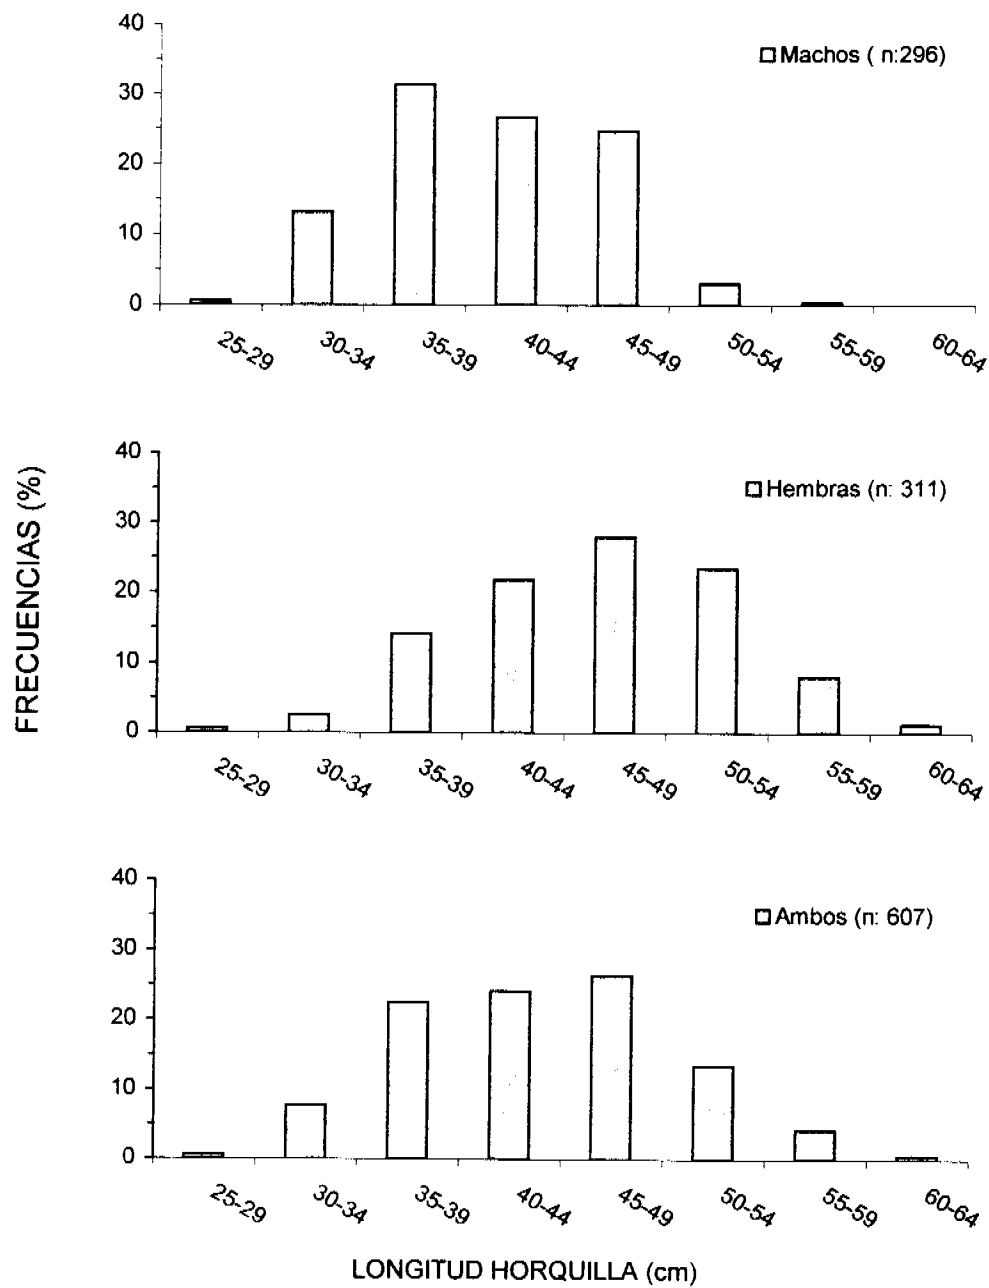 40
Machos ( n:296)
30
20
10
0
25-29 30-34 35-39 40-44 45-49 50-54 55-59 60-64
FRECUENCIAS (%)
40
Hembras (n: 311)
30
20
10
0
25-29 30-34 35-39 40-44 45-49 50-54 55-59 60-64
40
Ambos (n: 607)
30
20
10
0
25-29 30-34 35-39 40-44 45-49 50-54 55-59 60-64
LONGITUD HORQUILLA (cm)